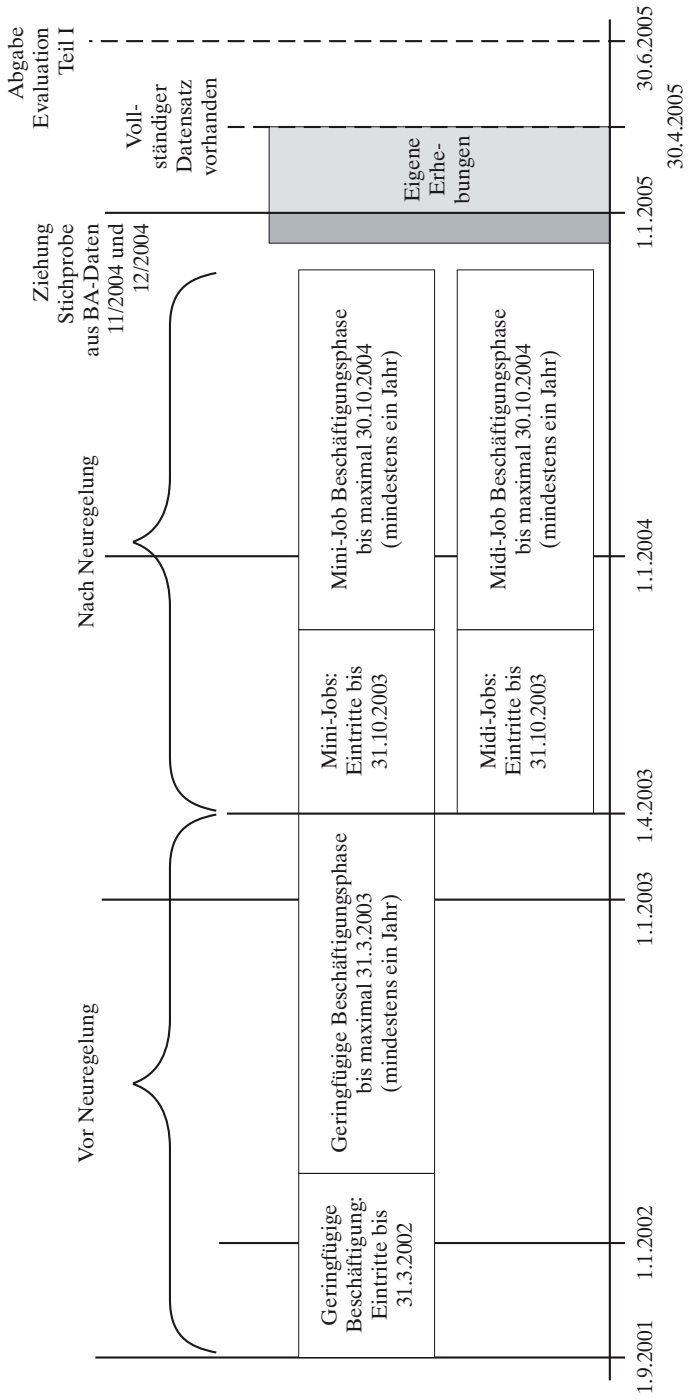 Vor Neuregelung
Nach Neuregelung
Ziehung
Stichprobe
aus BA-Daten
11/2004 und
12/2004
Voll-
ständiger
Datensatz
vorhanden
Abgabe
Evaluation
Teil I
Geringfügige
Beschäftigung:
Eintritte bis
31.3.2002
Geringfügige Beschäftigungsphase
bis maximal 31.3.2003
(mindestens ein Jahr)
Mini-Jobs:
Eintritte bis
31.10.2003
Mini-Job Beschäftigungsphase
bis maximal 30.10.2004
(mindestens ein Jahr)
Eigene
Erhe-
bungen
Midi-Jobs:
Eintritte bis
31.10.2003
Midi-Job Beschäftigungsphase
bis maximal 30.10.2004
(mindestens ein Jahr)
1.9.2001
1.1.2002
1.1.2003
1.4.2003
1.1.2004
1.1.2005
30.4.2005
30.6.2005